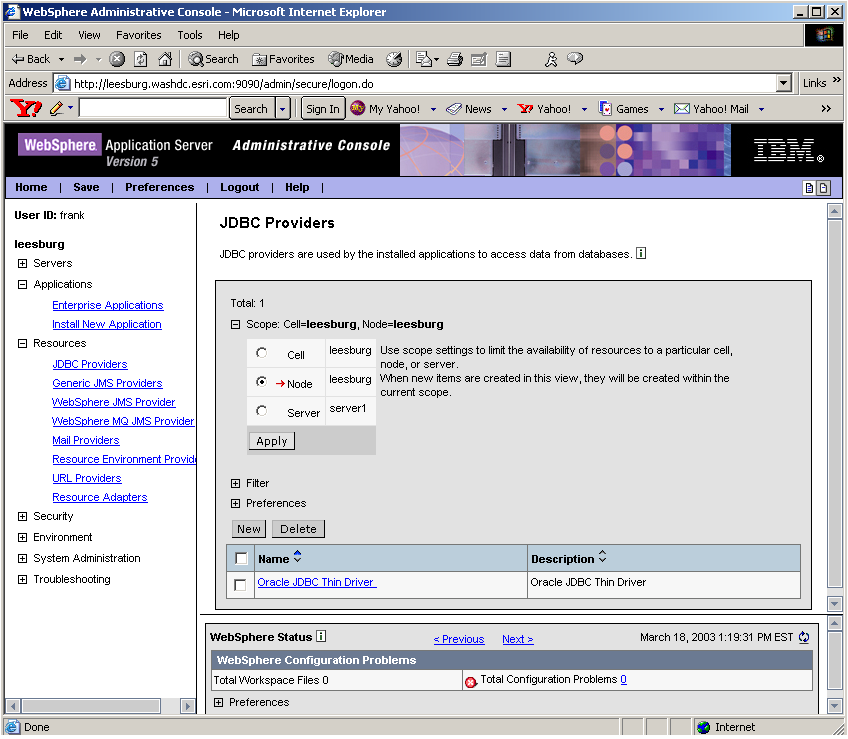 WebSphere Administrative Console - Microsoft Internet Explorer
File Edit View Favorites Tools Help
Back Search Favorites Media
Address http://leesburg.washdc.esri.com:9090/admin/secure/logon.do Links »
Y! Search Sign In My Yahoo! News Yahoo! Games Yahoo! Mail »
WebSphere Application Server Administrative Console IBM®
Version 5
Home | Save | Preferences | Logout | Help |
User ID: frank
leesburg
Servers
Applications
Enterprise Applications
Install New Application
Resources
JDBC Providers
Generic JMS Providers
WebSphere JMS Provider
WebSphere MQ JMS Provider
Mail Providers
Resource Environment Provid
URL Providers
Resource Adapters
Security
Environment
System Administration
Troubleshooting
JDBC Providers
JDBC providers are used by the installed applications to access data from databases. i
Total: 1
Scope: Cell=leesburg, Node=leesburg
Cell leesburg
Node leesburg
Server server1
Use scope settings to limit the availability of resources to a particular cell,
node, or server.
When new items are created in this view, they will be created within the
current scope.
Apply
Filter
Preferences
New Delete
Name Description
Oracle JDBC Thin Driver Oracle JDBC Thin Driver
WebSphere Status i < Previous Next > March 18, 2003 1:19:31 PM EST
WebSphere Configuration Problems
Total Workspace Files 0 Total Configuration Problems 0
Preferences
Done Internet